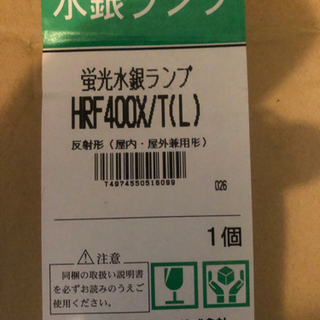 水銀ランプ
蛍光水銀ランプ
HRF400X/T(L)
反射形(屋内・屋外兼用形)
T4974550516099
026
1個
注意
同梱の取扱い説明書
を必ずお読みのうえご
使用ください。